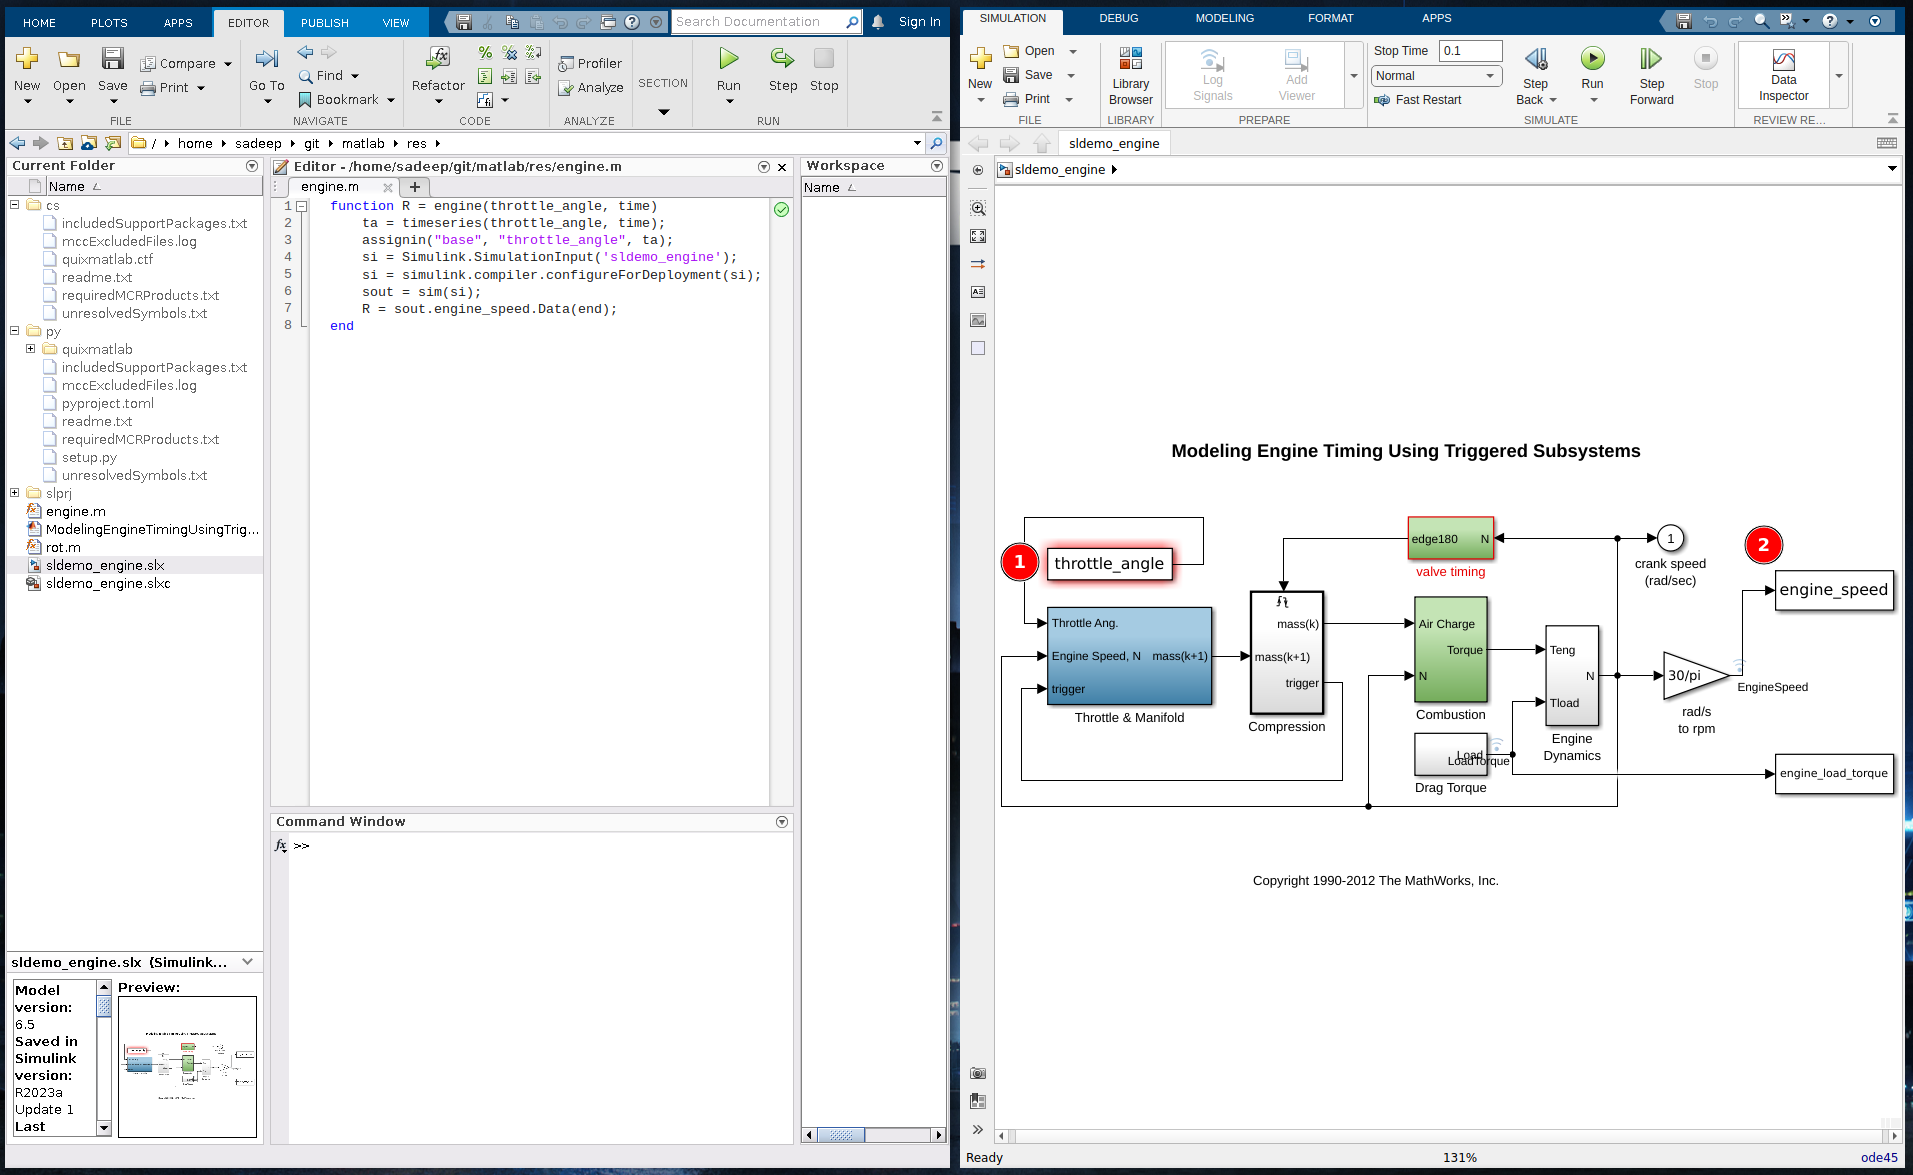 HOME PLOTS APPS EDITOR PUBLISH VIEW Search Documentation Sign In
New Open Save Compare Print Go To Find Bookmark Refactor Profiler Analyze SECTION Run Step Stop
FILE NAVIGATE CODE ANALYZE RUN
/ home sadeep git matlab res
Current Folder
Name
cs
includedSupportPackages.txt
mccExcludedFiles.log
quixmatlab.ctf
readme.txt
requiredMCRProducts.txt
unresolvedSymbols.txt
py
quixmatlab
includedSupportPackages.txt
mccExcludedFiles.log
pyproject.toml
readme.txt
requiredMCRProducts.txt
setup.py
unresolvedSymbols.txt
slprj
engine.m
ModelingEngineTimingUsingTrig...
rot.m
sldemo_engine.slx
sldemo_engine.slxc
sldemo_engine.slx (Simulink...
Model
version:
6.5
Saved in
Simulink
version:
R2023a
Update 1
Last
Preview:
Editor - /home/sadeep/git/matlab/res/engine.m
engine.m
1 function R = engine(throttle_angle, time)
2 ta = timeseries(throttle_angle, time);
3 assignin("base", "throttle_angle", ta);
4 si = Simulink.SimulationInput('sldemo_engine');
5 si = simulink.compiler.configureForDeployment(si);
6 sout = sim(si);
7 R = sout.engine_speed.Data(end);
8 end
Command Window
fx >>
Workspace
Name
SIMULATION DEBUG MODELING FORMAT APPS
New Open Save Print
Library
Browser
Log
Signals
Add
Viewer
Stop Time 0.1
Normal
Fast Restart
Step
Back
Run
Step
Forward
Stop
Data
Inspector
FILE LIBRARY PREPARE SIMULATE REVIEW RE...
sldemo_engine
sldemo_engine
Modeling Engine Timing Using Triggered Subsystems
1
throttle_angle
Throttle Ang.
Engine Speed, N mass(k+1)
trigger
Throttle & Manifold
mass(k)
mass(k+1)
trigger
Compression
edge180 N
valve timing
Air Charge
Torque
N
Combustion
Load
LoadTorque
Drag Torque
Teng
N
Tload
Engine
Dynamics
1
crank speed
(rad/sec)
2
engine_speed
30/pi
EngineSpeed
rad/s
to rpm
engine_load_torque
Copyright 1990-2012 The MathWorks, Inc.
Ready 131% ode45